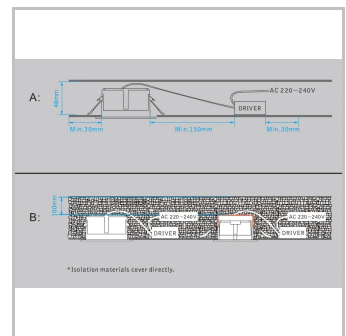 A:
48mm
AC 220-240V
DRIVER
Min.30mm
Min.150mm
Min.30mm
B:
AC 220-240V
AC 220-240V
DRIVER
DRIVER
*Isolation materials cover directly.